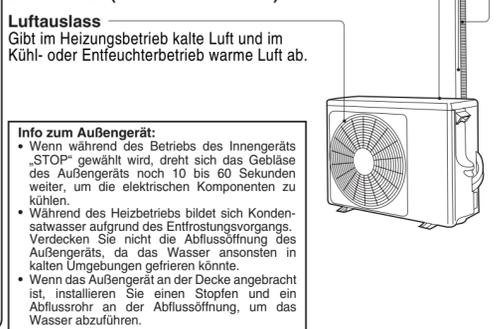 Luftauslass
Gibt im Heizungsbetrieb kalte Luft und im
Kühl- oder Entfeuchterbetrieb warme Luft ab.
Info zum Außengerät:
• Wenn während des Betriebs des Innengeräts
„STOP“ gewählt wird, dreht sich das Gebläse
des Außengeräts noch 10 bis 60 Sekunden
weiter, um die elektrischen Komponenten zu
kühlen.
• Während des Heizbetriebs bildet sich Konden-
satwasser aufgrund des Entfrostungsvorgangs.
Verdecken Sie nicht die Abflussöffnung des
Außengeräts, da das Wasser ansonsten in
kalten Umgebungen gefrieren könnte.
• Wenn das Außengerät an der Decke angebracht
ist, installieren Sie einen Stopfen und ein
Abflussrohr an der Abflussöffnung, um das
Wasser abzuführen.